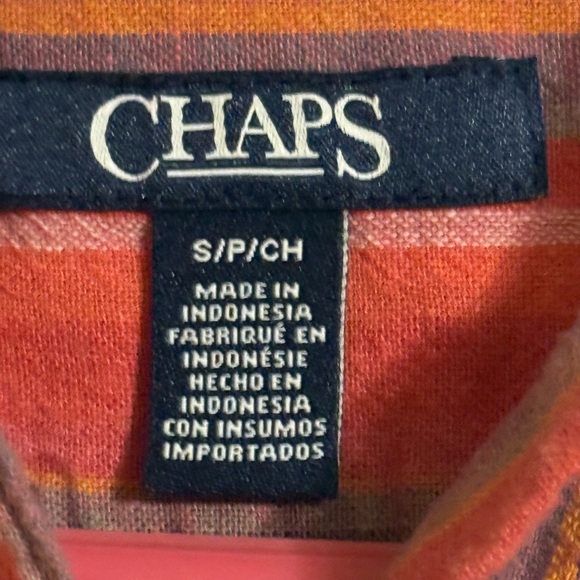 CHAPS
S/P/CH
MADE IN
INDONESIA
FABRIQUÉ EN
INDONÉSIE
HECHO EN
INDONESIA
CON INSUMOS
IMPORTADOS